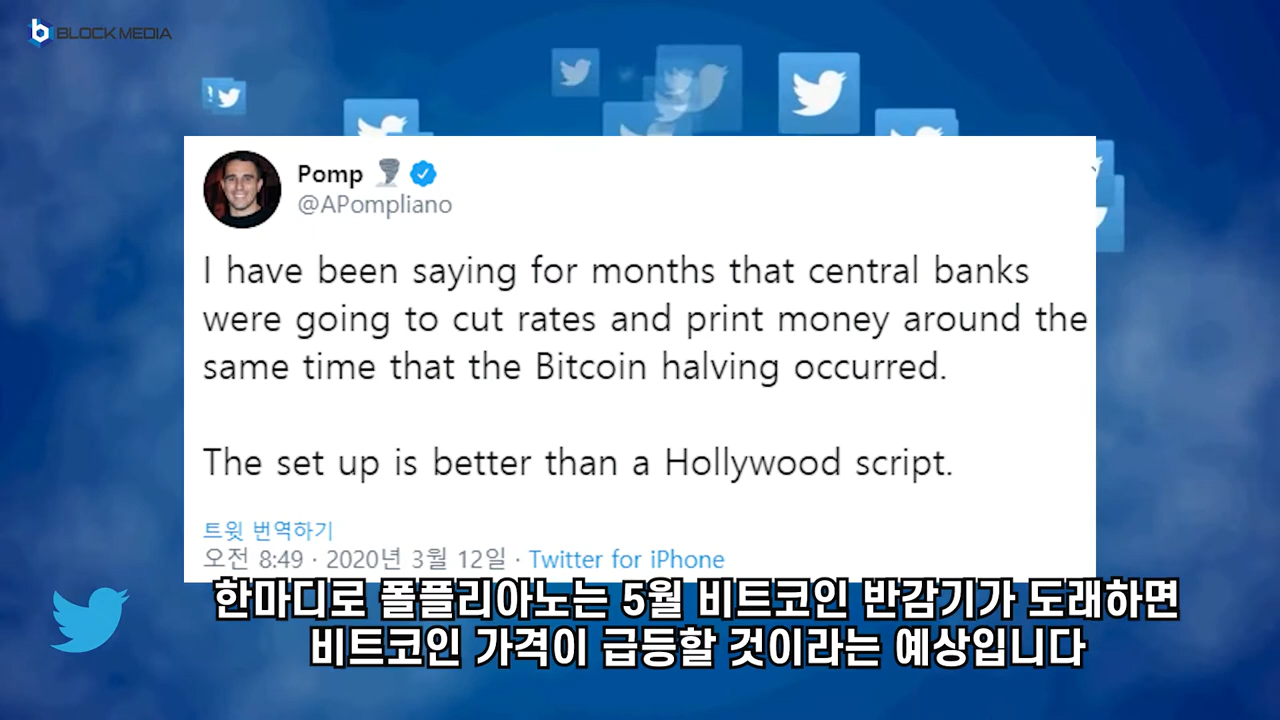 BLOCK MEDIA
Pomp
@APompliano
I have been saying for months that central banks
were going to cut rates and print money around the
same time that the Bitcoin halving occurred.
The set up is better than a Hollywood script.
트윗 번역하기
오전 8:49 · 2020년 3월 12일 · Twitter for iPhone
한마디로 폴플리아노는 5월 비트코인 반감기가 도래하면
비트코인 가격이 급등할 것이라는 예상입니다